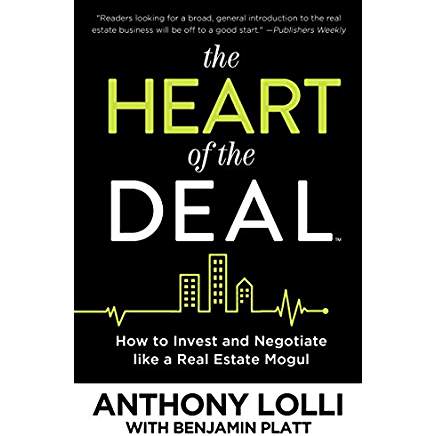 "Readers looking for a broad, general introduction to the real
estate business will be off to a good start." —Publishers Weekly
the
HEART
of the
DEAL™
How to Invest and Negotiate
like a Real Estate Mogul
ANTHONY LOLLI
WITH BENJAMIN PLATT